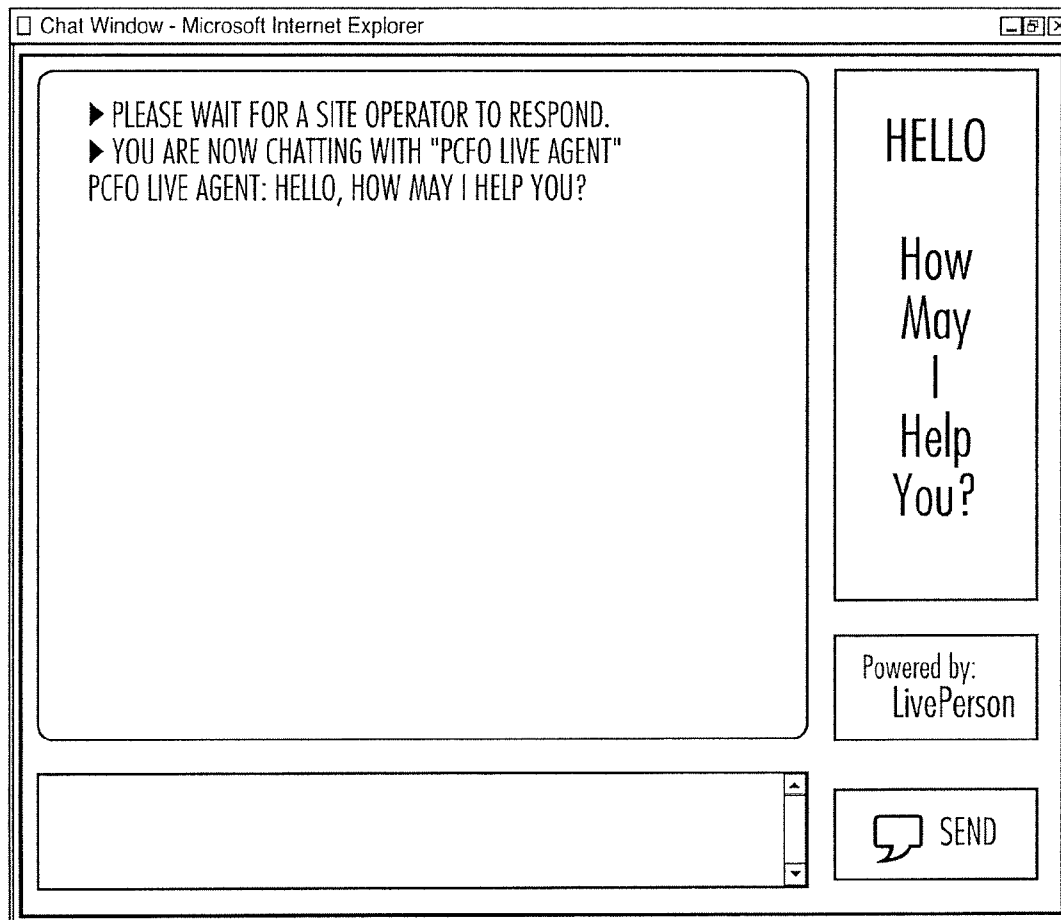 Chat Window - Microsoft Internet Explorer
▶ PLEASE WAIT FOR A SITE OPERATOR TO RESPOND.
▶ YOU ARE NOW CHATTING WITH "PCFO LIVE AGENT"
PCFO LIVE AGENT: HELLO, HOW MAY I HELP YOU?
HELLO
How
May
I
Help
You?
Powered by:
LivePerson
SEND